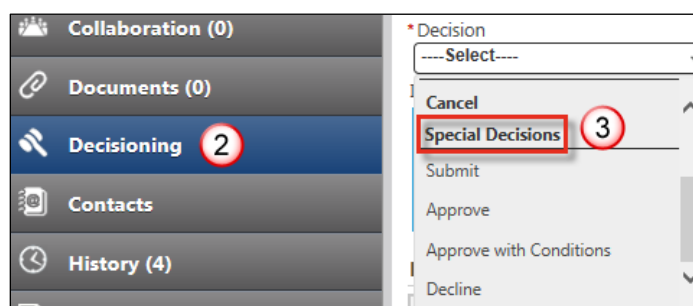 Collaboration (0)
Documents (0)
Decisioning 2
Contacts
History (4)
* Decision
----Select----
Cancel
Special Decisions 3
Submit
Approve
Approve with Conditions
Decline